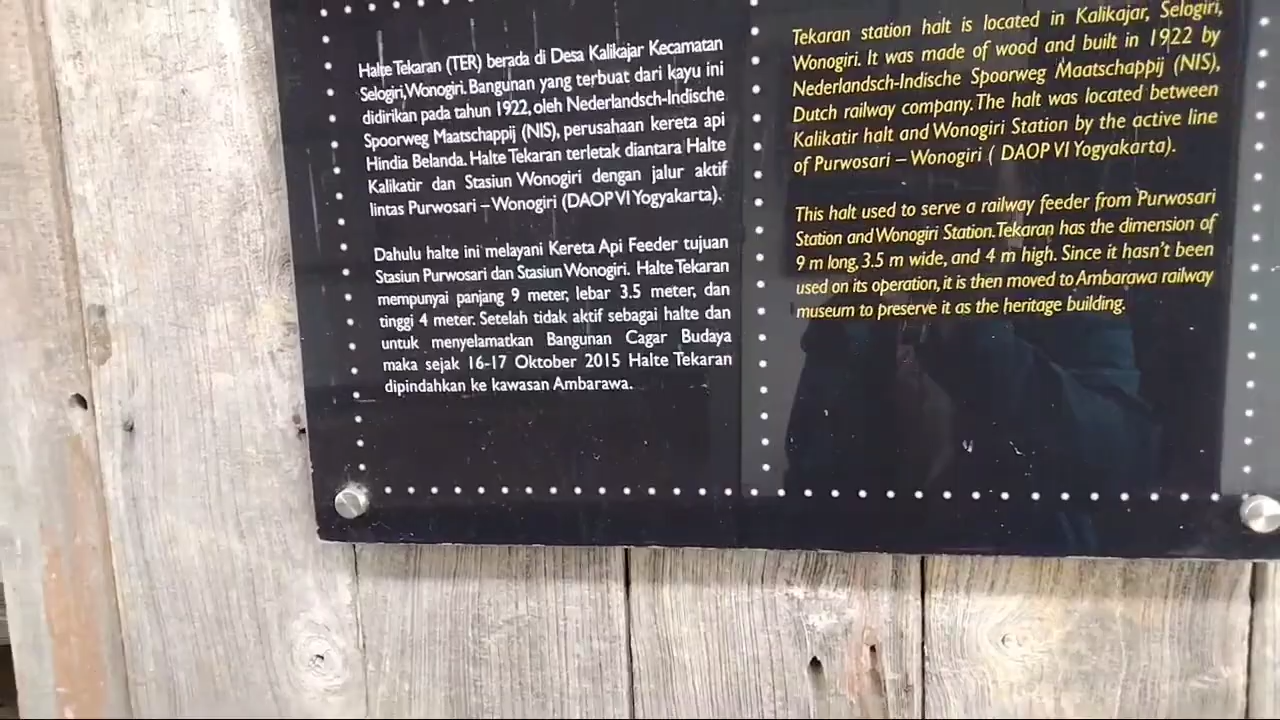 Halte Tekaran (TER) berada di Desa Kalikajar Kecamatan
Selogiri, Wonogiri. Bangunan yang terbuat dari kayu ini
didirikan pada tahun 1922, oleh Nederlandsch-Indische
Spoorweg Maatschappij (NIS), perusahaan kereta api
Hindia Belanda. Halte Tekaran terletak diantara Halte
Kalikatir dan Stasiun Wonogiri dengan jalur aktif
lintas Purwosari – Wonogiri (DAOP VI Yogyakarta).
Dahulu halte ini melayani Kereta Api Feeder tujuan
Stasiun Purwosari dan Stasiun Wonogiri. Halte Tekaran
mempunyai panjang 9 meter, lebar 3.5 meter, dan
tinggi 4 meter. Setelah tidak aktif sebagai halte dan
untuk menyelamatkan Bangunan Cagar Budaya
maka sejak 16-17 Oktober 2015 Halte Tekaran
dipindahkan ke kawasan Ambarawa.
Tekaran station halt is located in Kalikajar, Selogiri,
Wonogiri. It was made of wood and built in 1922 by
Nederlandsch-Indische Spoorweg Maatschappij (NIS),
Dutch railway company. The halt was located between
Kalikatir halt and Wonogiri Station by the active line
of Purwosari – Wonogiri ( DAOP VI Yogyakarta).
This halt used to serve a railway feeder from Purwosari
Station and Wonogiri Station. Tekaran has the dimension of
9 m long, 3.5 m wide, and 4 m high. Since it hasn't been
used on its operation, it is then moved to Ambarawa railway
museum to preserve it as the heritage building.